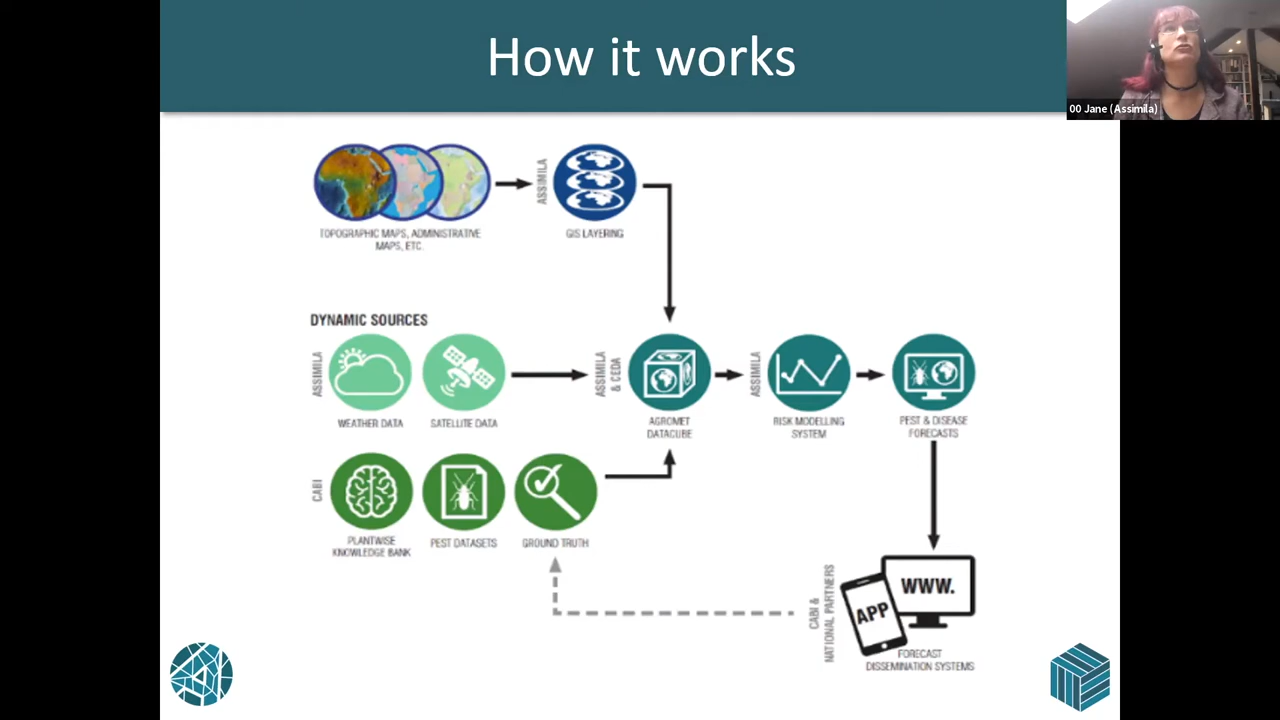 How it works
00 Jane (Assimila)
ASSIMILA
TOPOGRAPHIC MAPS, ADMINISTRATIVE
MAPS, ETC.
GIS LAYERING
DYNAMIC SOURCES
ASSIMILA
WEATHER DATA
SATELLITE DATA
ASSIMILA
& CEDA
AGROMET
DATACUBE
ASSIMILA
RISK MODELLING
SYSTEM
PEST & DISEASE
FORECASTS
CABI
PLANTWISE
KNOWLEDGE BANK
PEST DATASETS
GROUND TRUTH
CABI &
NATIONAL PARTNERS
APP
WWW.
FORECAST
DISSEMINATION SYSTEMS